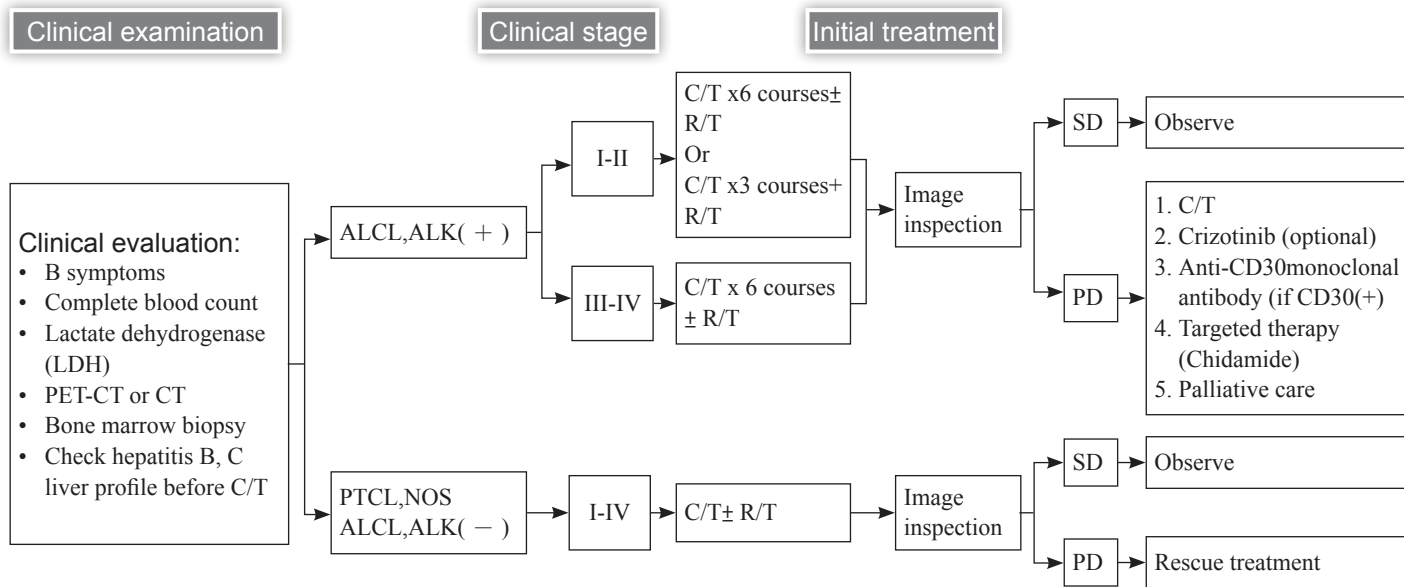 Clinical examination
Clinical stage
Initial treatment
Clinical evaluation:
• B symptoms
• Complete blood count
• Lactate dehydrogenase
(LDH)
• PET-CT or CT
• Bone marrow biopsy
• Check hepatitis B, C
liver profile before C/T
ALCL,ALK( + )
I-II
C/T x6 courses±
R/T
Or
C/T x3 courses+
R/T
III-IV
C/T x 6 courses
± R/T
Image
inspection
SD
Observe
PD
1. C/T
2. Crizotinib (optional)
3. Anti-CD30monoclonal
antibody (if CD30(+)
4. Targeted therapy
(Chidamide)
5. Palliative care
PTCL,NOS
ALCL,ALK( − )
I-IV
C/T± R/T
Image
inspection
SD
Observe
PD
Rescue treatment